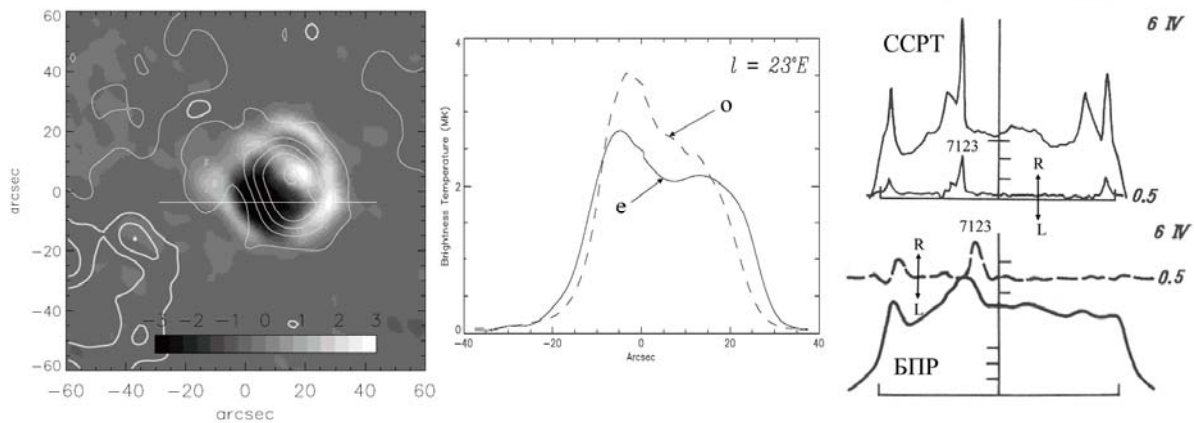 60
40
20
0
−20
−40
−60
arcsec
−3 −2 −1 0 1 2 3
−60 −40 −20 0 20 40 60
arcsec
4
2
0
Brightness Temperature (MK)
l = 23°E
o
e
−40 −20 0 20 40
Arcsec
ССРТ
6 IV
7123
R
L
0.5
6 IV
7123
R
L
0.5
БПР